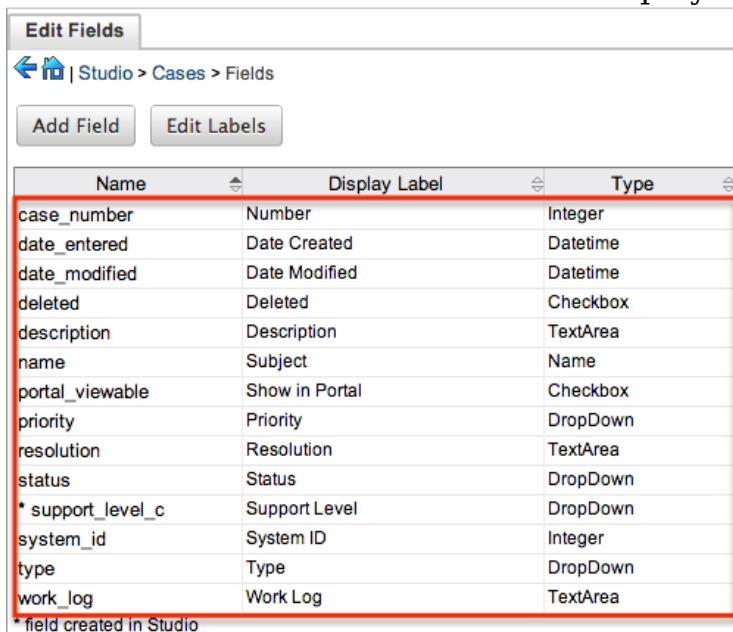 Edit Fields
| Studio > Cases > Fields
Add Field Edit Labels
Name Display Label Type
case_number Number Integer
date_entered Date Created Datetime
date_modified Date Modified Datetime
deleted Deleted Checkbox
description Description TextArea
name Subject Name
portal_viewable Show in Portal Checkbox
priority Priority DropDown
resolution Resolution TextArea
status Status DropDown
* support_level_c Support Level DropDown
system_id System ID Integer
type Type DropDown
work_log Work Log TextArea
* field created in Studio